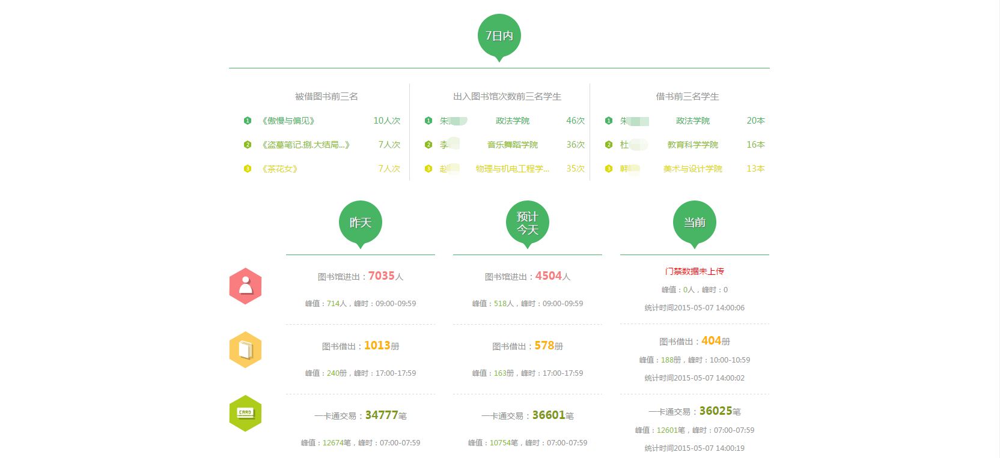 7日内
被借图书前三名
1 《傲慢与偏见》 10人次
2 《盗墓笔记.捌.大结局...》 7人次
3 《茶花女》 7人次
出入图书馆次数前三名学生
1 朱 政法学院 46次
2 李 音乐舞蹈学院 36次
3 赵 物理与机电工程学... 35次
借书前三名学生
1 朱 政法学院 20本
2 杜 教育科学学院 16本
3 韩 美术与设计学院 13本
昨天
图书馆进出：7035人
峰值：714人，峰时：09:00-09:59
图书借出：1013册
峰值：240册，峰时：17:00-17:59
一卡通交易：34777笔
峰值：12674笔，峰时：07:00-07:59
预计
今天
图书馆进出：4504人
峰值：518人，峰时：09:00-09:59
图书借出：578册
峰值：163册，峰时：17:00-17:59
一卡通交易：36601笔
峰值：10754笔，峰时：07:00-07:59
当前
门禁数据未上传
峰值：0人，峰时：0
统计时间2015-05-07 14:00:06
图书借出：404册
峰值：188册，峰时：10:00-10:59
统计时间2015-05-07 14:00:02
一卡通交易：36025笔
峰值：12601笔，峰时：07:00-07:59
统计时间2015-05-07 14:00:19
CARD